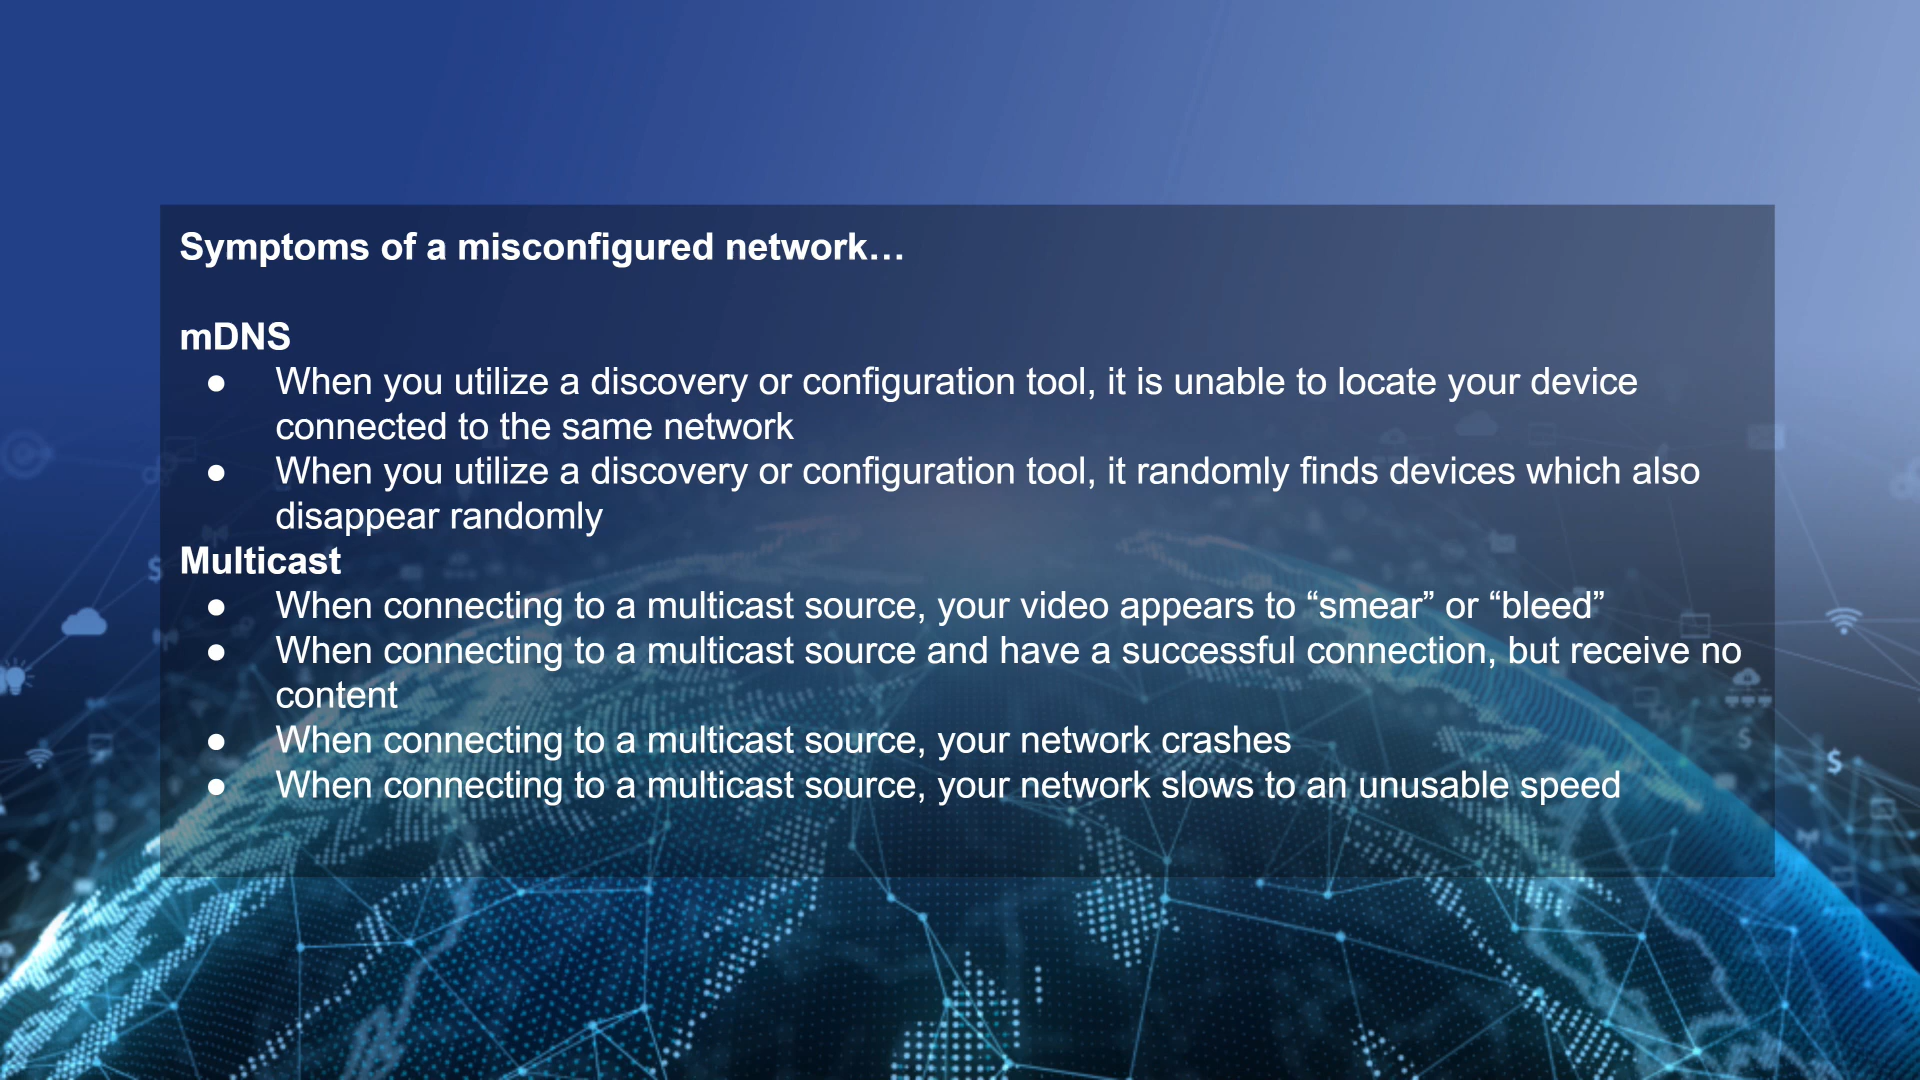 Symptoms of a misconfigured network…
mDNS
● When you utilize a discovery or configuration tool, it is unable to locate your device
connected to the same network
● When you utilize a discovery or configuration tool, it randomly finds devices which also
disappear randomly
Multicast
● When connecting to a multicast source, your video appears to “smear” or “bleed”
● When connecting to a multicast source and have a successful connection, but receive no
content
● When connecting to a multicast source, your network crashes
● When connecting to a multicast source, your network slows to an unusable speed